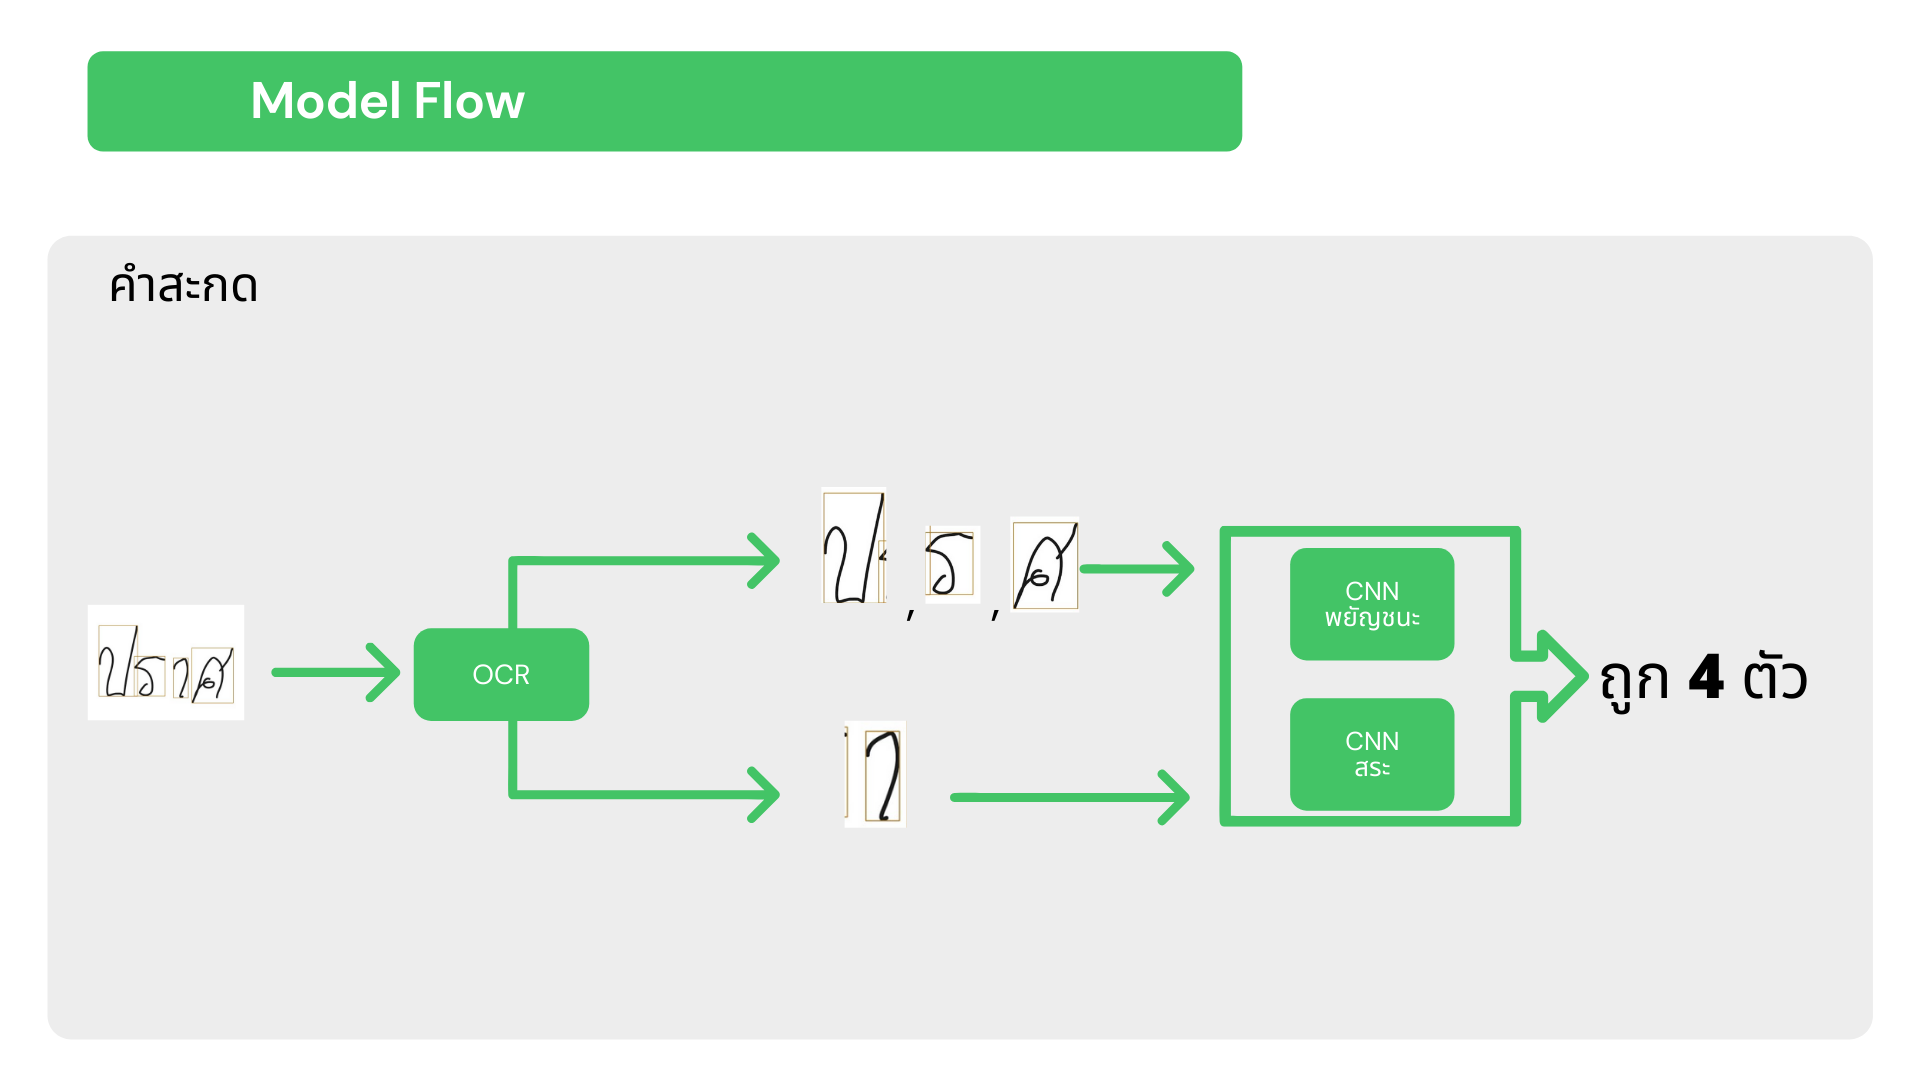 Model Flow
คำสะกด
ปราศ
OCR
ป , ร , ศ
า
CNN
พยัญชนะ
CNN
สระ
ถูก 4 ตัว